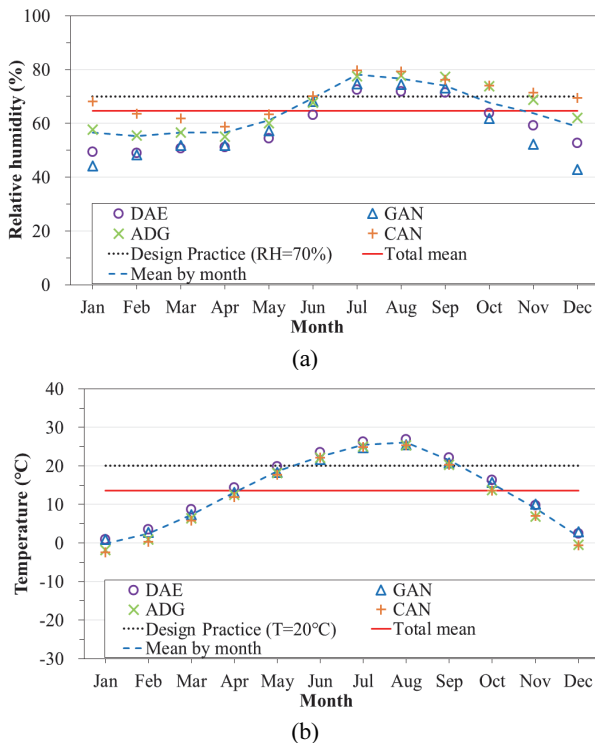 (a)
100
80
60
40
20
0
Relative humidity (%)
DAE
GAN
ADG
CAN
Design Practice (RH=70%)
Total mean
Mean by month
Jan Feb Mar Apr May Jun Jul Aug Sep Oct Nov Dec
Month
(a)
40
30
20
10
0
-10
-20
-30
Temperature (℃)
DAE
GAN
ADG
CAN
Design Practice (T=20℃)
Total mean
Mean by month
Jan Feb Mar Apr May Jun Jul Aug Sep Oct Nov Dec
Month
(b)